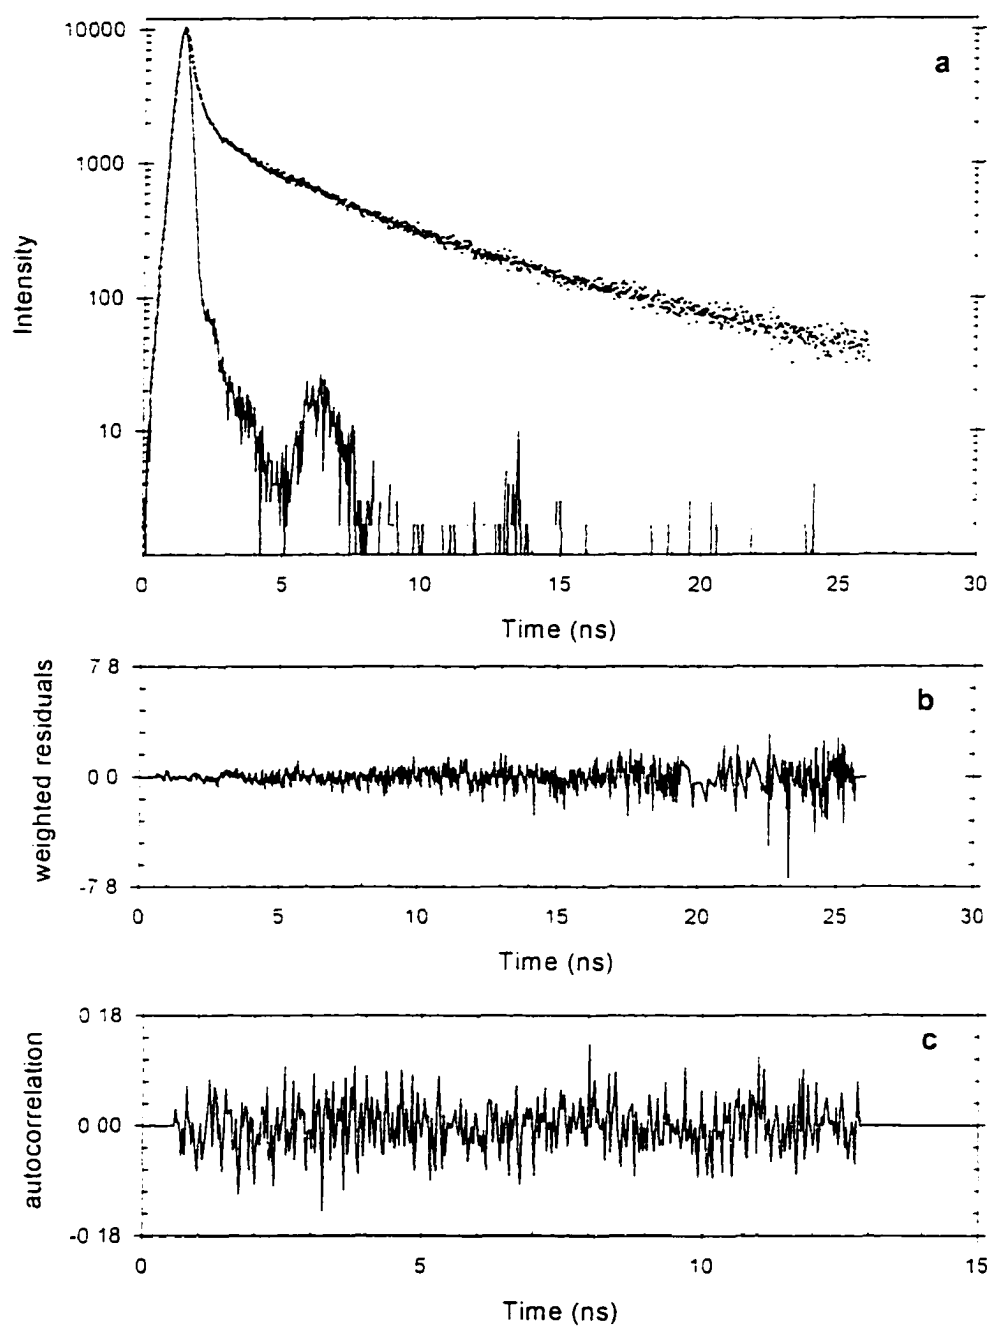 10000
a
1000
Intensity
100
10
0 5 10 15 20 25 30
Time (ns)
7 8
b
weighted residuals
0 0
-7 8
0 5 10 15 20 25 30
Time (ns)
0 18
c
autocorrelation
0 00
-0 18
0 5 10 15
Time (ns)